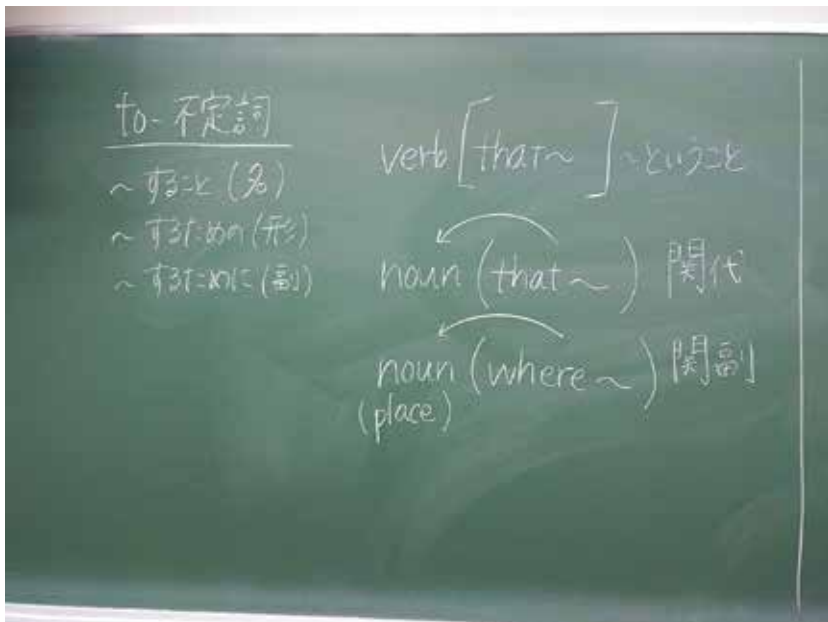 to-不定詞
~すること(名)
~するための(形)
~するために(副)
verb [that~] ~ということ
noun (that~) 関代
noun (where~) 関副
(place)